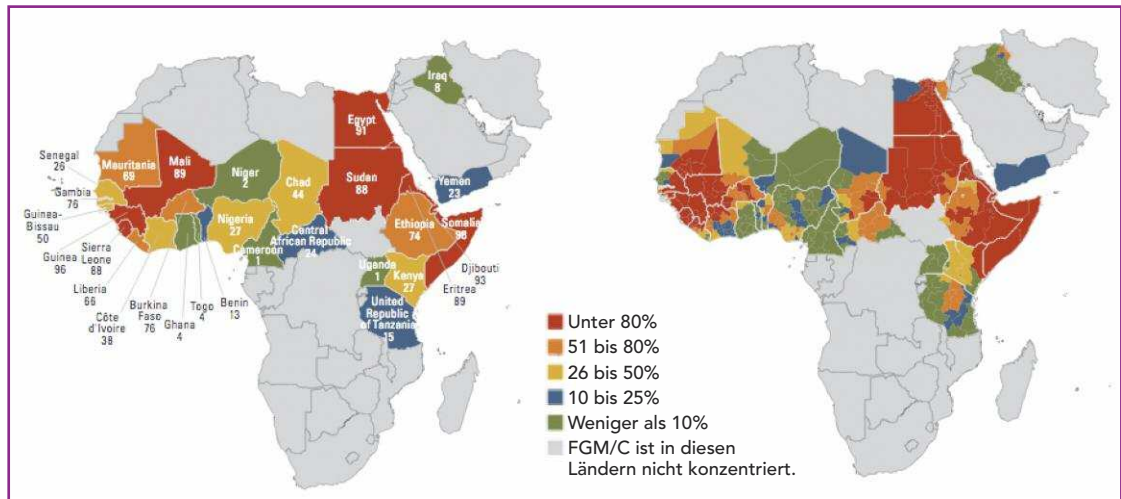 Iraq
8
Egypt
91
Senegal
26
Mauritania
69
Mali
89
Niger
2
Chad
44
Sudan
88
Yemen
23
Gambia
76
Guinea-
Bissau
50
Nigeria
27
Ethiopia
74
Somalia
98
Central
African Republic
24
Cameroon
1
Guinea
96
Sierra
Leone
88
Uganda
1
Kenya
27
Djibouti
93
Eritrea
89
Liberia
66
Côte
d'Ivoire
38
Burkina
Faso
76
Ghana
4
Togo
4
Benin
13
United
Republic
of Tanzania
15
Unter 80%
51 bis 80%
26 bis 50%
10 bis 25%
Weniger als 10%
FGM/C ist in diesen
Ländern nicht konzentriert.